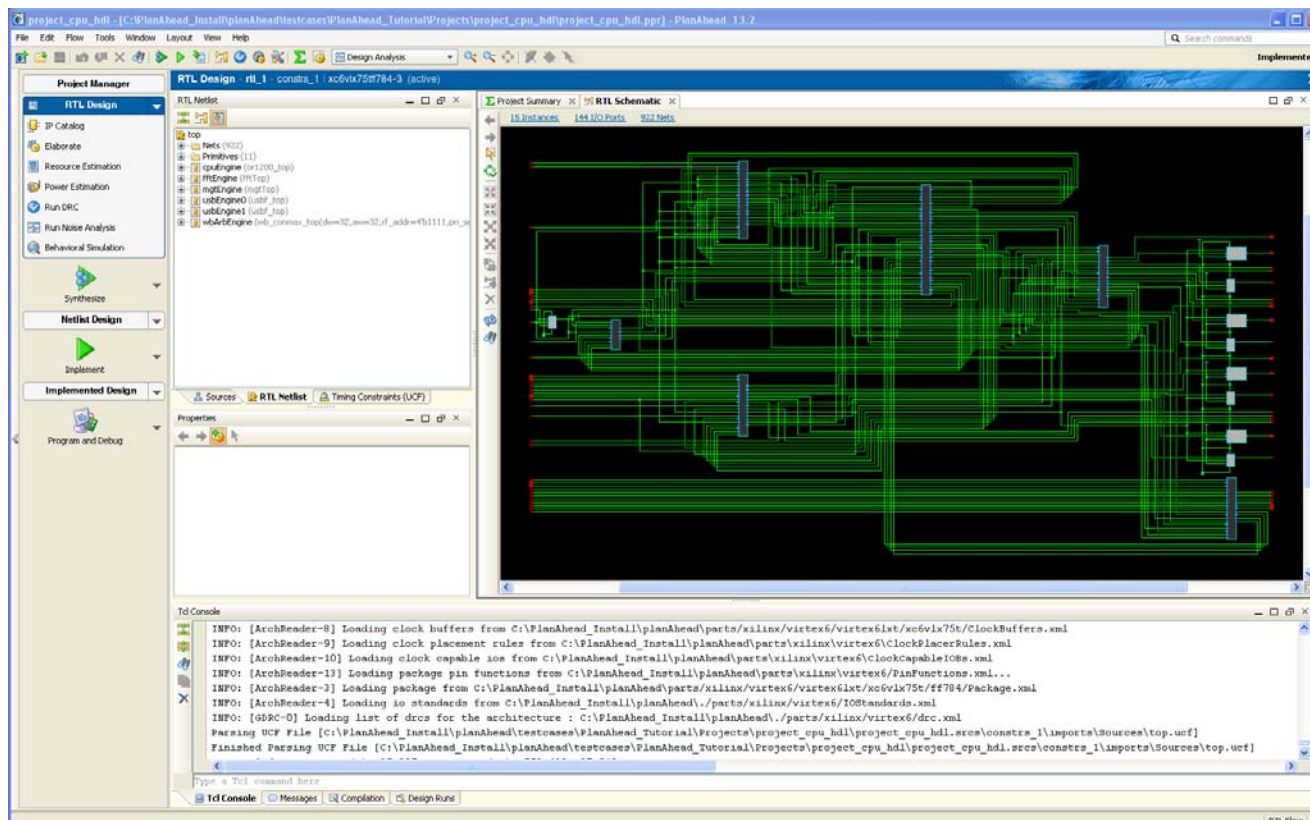 project_cpu_hdl - [C:\PlanAhead_Install\planAhead\testcases\PlanAhead_Tutorial\Projects\project_cpu_hdl\project_cpu_hdl.ppr] - PlanAhead 13.2
File Edit Flow Tools Window Layout View Help
Search commands
Design Analysis
Implemente
Project Manager
RTL Design
IP Catalog
Elaborate
Resource Estimation
Power Estimation
Run DRC
Run Noise Analysis
Behavioral Simulation
Synthesize
Netlist Design
Implement
Implemented Design
Program and Debug
RTL Design - rtl_1 - constrs_1 | xc6vlx75tff784-3 (active)
RTL Netlist
top
Nets (922)
Primitives (11)
cpuEngine (or1200_top)
fftEngine (fftTop)
mgtEngine (mgtTop)
usbEngine0 (usbf_top)
usbEngine1 (usbf_top)
wbArbEngine (wb_conmax_top(dw=32,aw=32,rf_addr=4'b1111,pri_se
Sources RTL Netlist Timing Constraints (UCF)
Properties
Project Summary RTL Schematic
15 Instances 144 I/O Ports 922 Nets
Tcl Console
INFO: [ArchReader-8] Loading clock buffers from C:\PlanAhead_Install\planAhead\parts/xilinx/virtex6/virtex6lxt/xc6vlx75t/ClockBuffers.xml
INFO: [ArchReader-9] Loading clock placement rules from C:\PlanAhead_Install\planAhead\parts\xilinx\virtex6\ClockPlacerRules.xml
INFO: [ArchReader-10] Loading clock capable ios from C:\PlanAhead_Install\planAhead\parts\xilinx\virtex6\ClockCapableIOBs.xml
INFO: [ArchReader-13] Loading package pin functions from C:\PlanAhead_Install\planAhead\parts\xilinx\virtex6/PinFunctions.xml...
INFO: [ArchReader-3] Loading package from C:\PlanAhead_Install\planAhead\parts/xilinx/virtex6/virtex6lxt/xc6vlx75t/ff784/Package.xml
INFO: [ArchReader-4] Loading io standards from C:\PlanAhead_Install\planAhead\./parts/xilinx/virtex6/IOStandards.xml
INFO: [GDRC-0] Loading list of drcs for the architecture : C:\PlanAhead_Install\planAhead\./parts/xilinx/virtex6/drc.xml
Parsing UCF File [C:\PlanAhead_Install\planAhead\testcases\PlanAhead_Tutorial\Projects\project_cpu_hdl\project_cpu_hdl.srcs\constrs_1\imports\Sources\top.ucf]
Finished Parsing UCF File [C:\PlanAhead_Install\planAhead\testcases\PlanAhead_Tutorial\Projects\project_cpu_hdl\project_cpu_hdl.srcs\constrs_1\imports\Sources\top.ucf]
Type a Tcl command here
Tcl Console Messages Compilation Design Runs